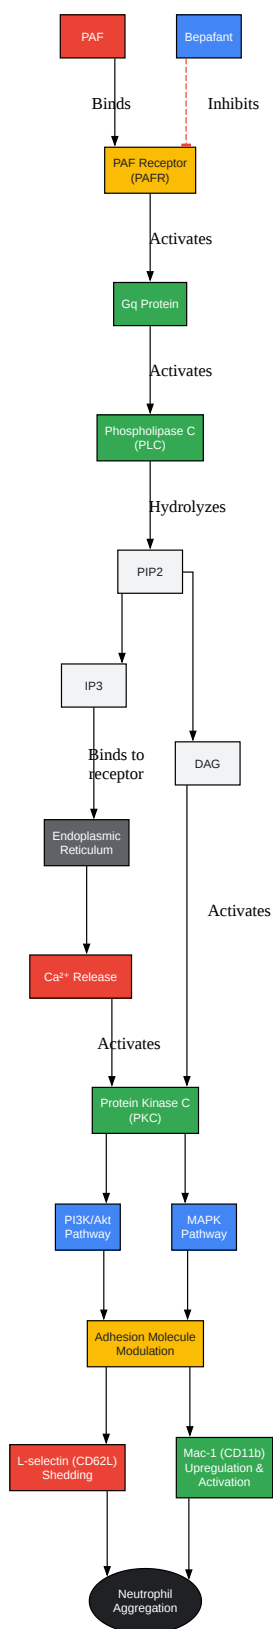 PAF
Bepafant
Binds
Inhibits
PAF Receptor
(PAFR)
Activates
Gq Protein
Activates
Phospholipase C
(PLC)
Hydrolyzes
PIP2
IP3
Binds to
receptor
DAG
Endoplasmic
Reticulum
Activates
Ca²⁺ Release
Activates
Protein Kinase C
(PKC)
PI3K/Akt
Pathway
MAPK
Pathway
Adhesion Molecule
Modulation
L-selectin (CD62L)
Shedding
Mac-1 (CD11b)
Upregulation &
Activation
Neutrophil
Aggregation